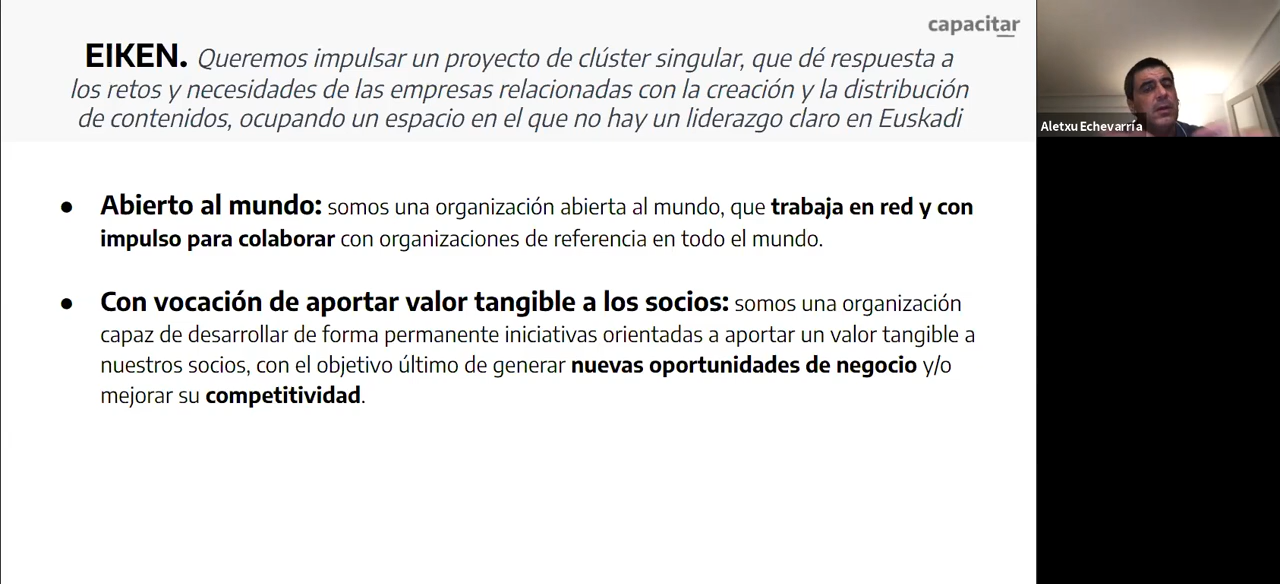 capacitar
EIKEN. Queremos impulsar un proyecto de clúster singular, que dé respuesta a
los retos y necesidades de las empresas relacionadas con la creación y la distribución
de contenidos, ocupando un espacio en el que no hay un liderazgo claro en Euskadi
Aletxu Echevarría
● Abierto al mundo: somos una organización abierta al mundo, que trabaja en red y con
impulso para colaborar con organizaciones de referencia en todo el mundo.
● Con vocación de aportar valor tangible a los socios: somos una organización
capaz de desarrollar de forma permanente iniciativas orientadas a aportar un valor tangible a
nuestros socios, con el objetivo último de generar nuevas oportunidades de negocio y/o
mejorar su competitividad.